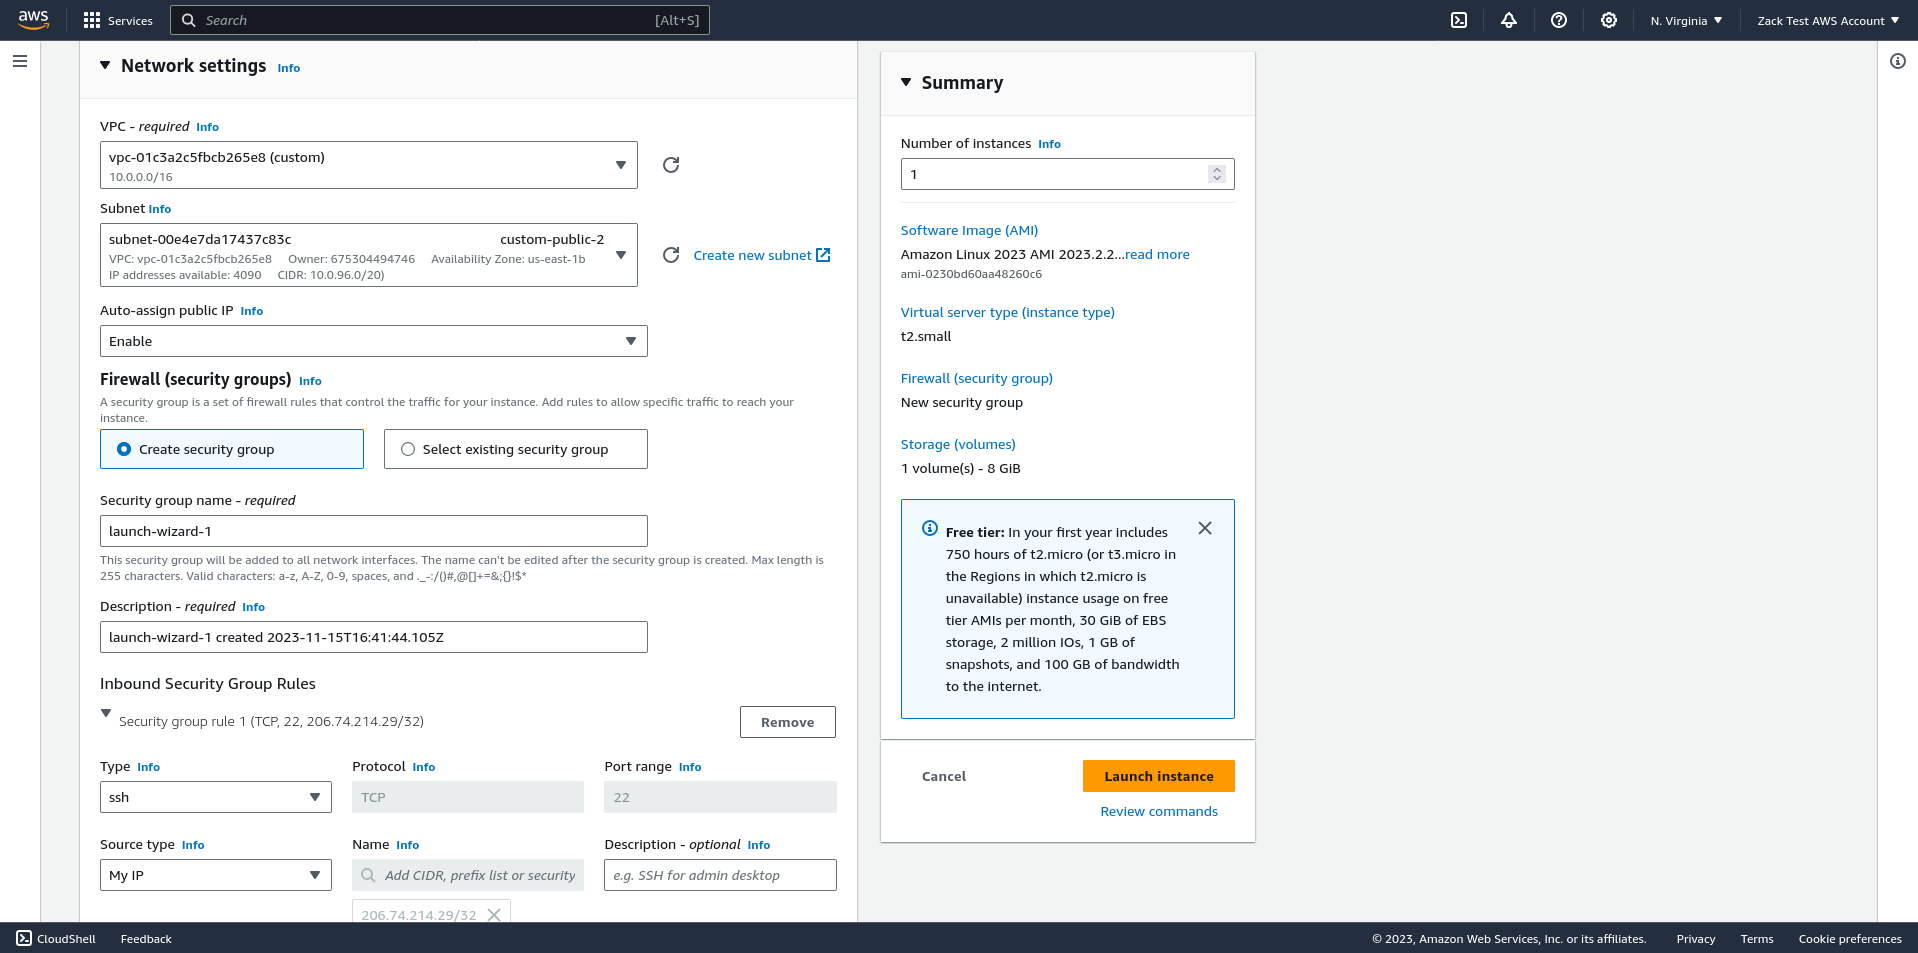 aws
Services
Search
[Alt+S]
N. Virginia
Zack Test AWS Account
Network settings Info
VPC - required Info
vpc-01c3a2c5fbcb265e8 (custom)
10.0.0.0/16
Subnet Info
subnet-00e4e7da17437c83c custom-public-2
VPC: vpc-01c3a2c5fbcb265e8 Owner: 675304494746 Availability Zone: us-east-1b
IP addresses available: 4090 CIDR: 10.0.96.0/20)
Create new subnet
Auto-assign public IP Info
Enable
Firewall (security groups) Info
A security group is a set of firewall rules that control the traffic for your instance. Add rules to allow specific traffic to reach your
instance.
Create security group
Select existing security group
Security group name - required
launch-wizard-1
This security group will be added to all network interfaces. The name can't be edited after the security group is created. Max length is
255 characters. Valid characters: a-z, A-Z, 0-9, spaces, and ._-:/()#,@[]+=&;{}!$*
Description - required Info
launch-wizard-1 created 2023-11-15T16:41:44.105Z
Inbound Security Group Rules
Security group rule 1 (TCP, 22, 206.74.214.29/32)
Remove
Type Info
Protocol Info
Port range Info
ssh
TCP
22
Source type Info
Name Info
Description - optional Info
My IP
Add CIDR, prefix list or security
e.g. SSH for admin desktop
206.74.214.29/32
Summary
Number of instances Info
1
Software Image (AMI)
Amazon Linux 2023 AMI 2023.2.2...read more
ami-0230bd60aa48260c6
Virtual server type (instance type)
t2.small
Firewall (security group)
New security group
Storage (volumes)
1 volume(s) - 8 GiB
Free tier: In your first year includes
750 hours of t2.micro (or t3.micro in
the Regions in which t2.micro is
unavailable) instance usage on free
tier AMIs per month, 30 GiB of EBS
storage, 2 million IOs, 1 GB of
snapshots, and 100 GB of bandwidth
to the internet.
Cancel
Launch instance
Review commands
CloudShell
Feedback
© 2023, Amazon Web Services, Inc. or its affiliates.
Privacy
Terms
Cookie preferences